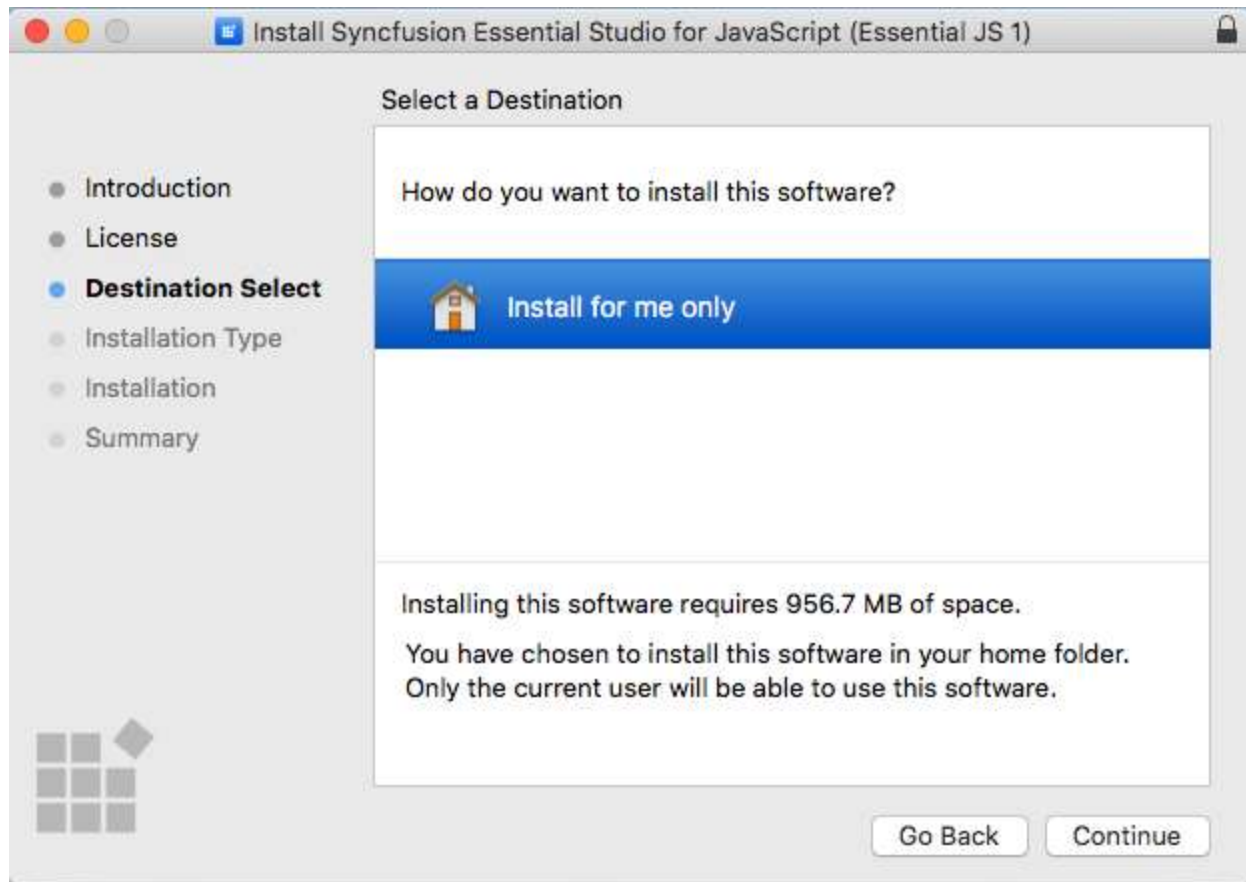 Install Syncfusion Essential Studio for JavaScript (Essential JS 1)
Select a Destination
Introduction
License
Destination Select
Installation Type
Installation
Summary
How do you want to install this software?
Install for me only
Installing this software requires 956.7 MB of space.
You have chosen to install this software in your home folder.
Only the current user will be able to use this software.
Go Back
Continue